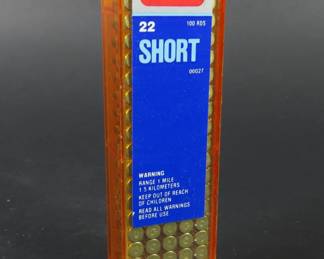 22 100 RDS
SHORT
00027
WARNING
RANGE 1 MILE
1 5 KILOMETERS
KEEP OUT OF REACH
OF CHILDREN
READ ALL WARNINGS
BEFORE USE